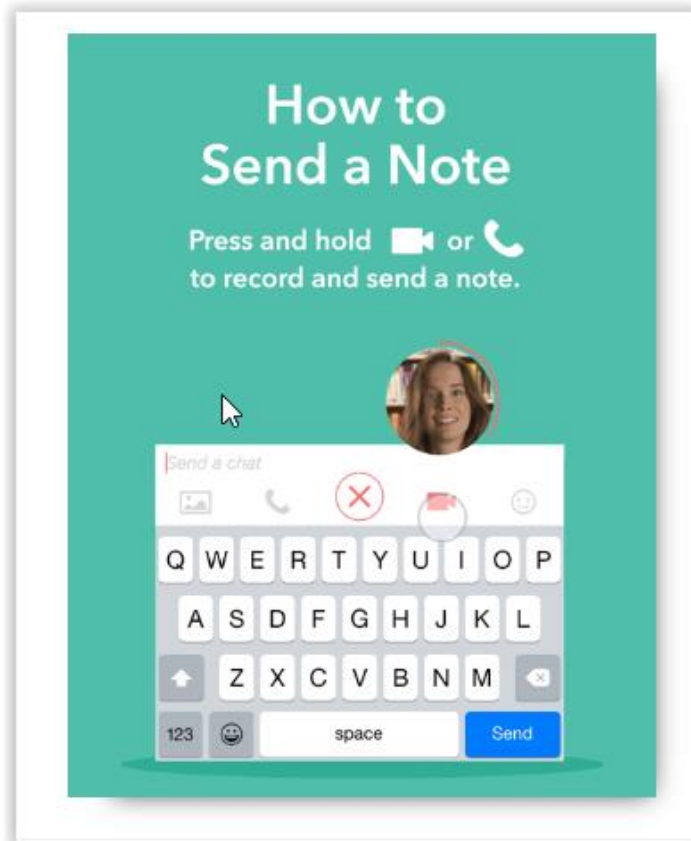 How to
Send a Note
Press and hold or
to record and send a note.
Send a chat
Q W E R T Y U I O P
A S D F G H J K L
Z X C V B N M
123 space Send